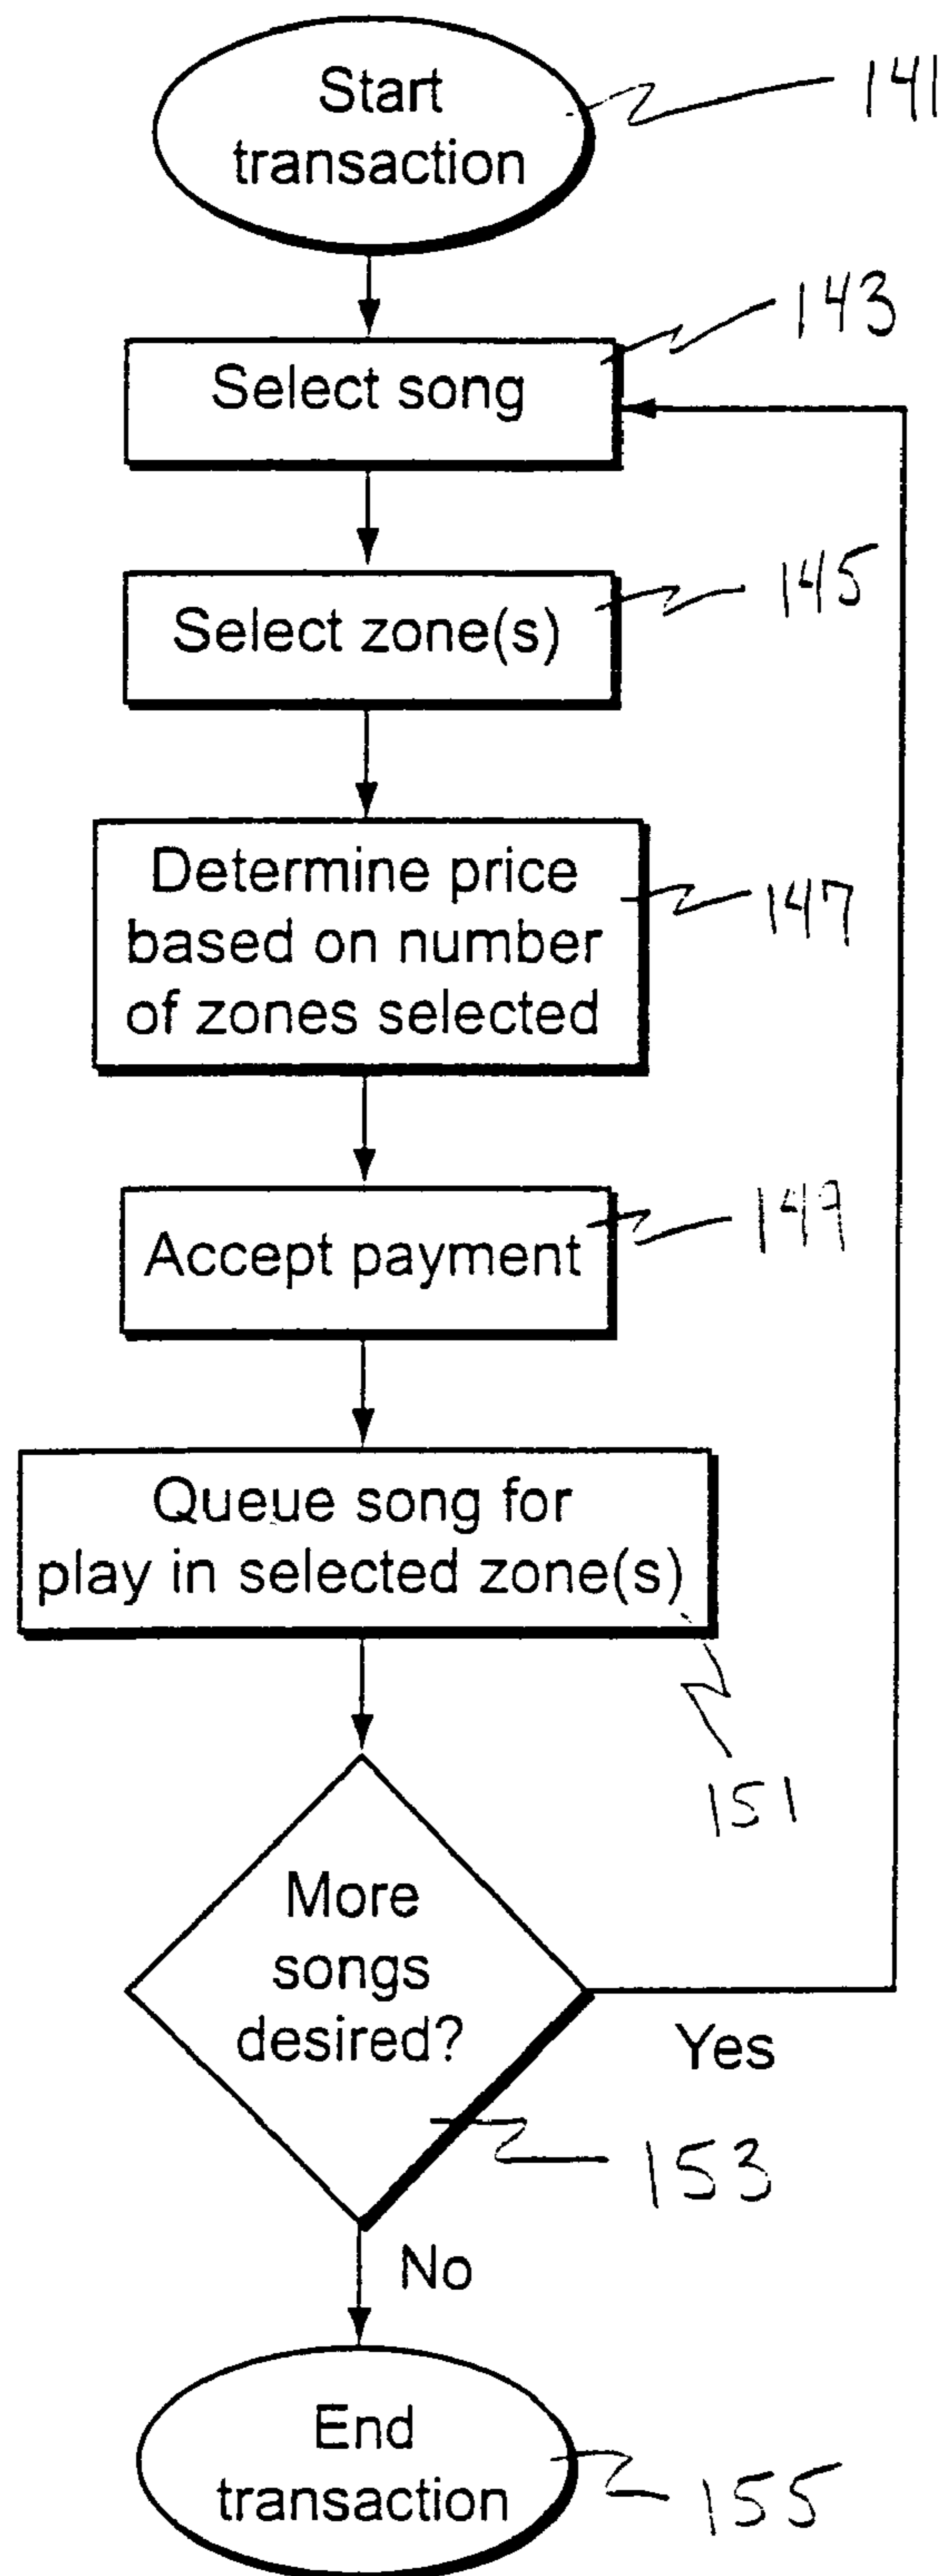 Start
transaction
141
143
Select song
145
Select zone(s)
Determine price
based on number
of zones selected
147
Accept payment
149
Queue song for
play in selected zone(s)
151
More
songs
desired?
Yes
153
No
End
transaction
155